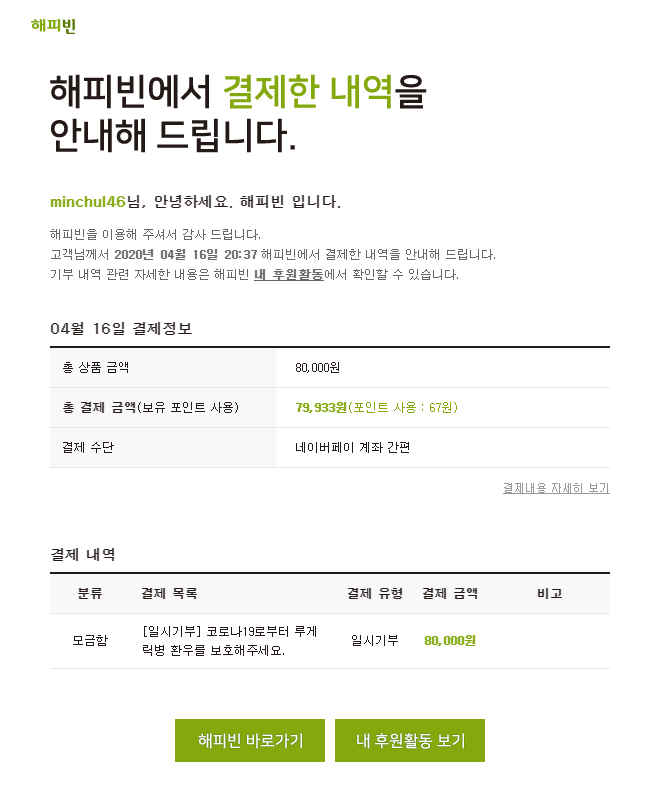 해피빈
해피빈에서 결제한 내역을
안내해 드립니다.
minchul46님, 안녕하세요. 해피빈 입니다.
해피빈을 이용해 주셔서 감사 드립니다.
고객님께서 2020년 04월 16일 20:37 해피빈에서 결제한 내역을 안내해 드립니다.
기부 내역 관련 자세한 내용은 해피빈 내 후원활동에서 확인할 수 있습니다.
04월 16일 결제정보
총 상품 금액 80,000원
총 결제 금액(보유 포인트 사용) 79,933원(포인트 사용 : 67원)
결제 수단 네이버페이 계좌 간편
결제내용 자세히 보기
결제 내역
분류 결제 목록 결제 유형 결제 금액 비고
모금함 [일시기부] 코로나19로부터 루게 일시기부 80,000원
릭병 환우를 보호해주세요.
해피빈 바로가기 내 후원활동 보기